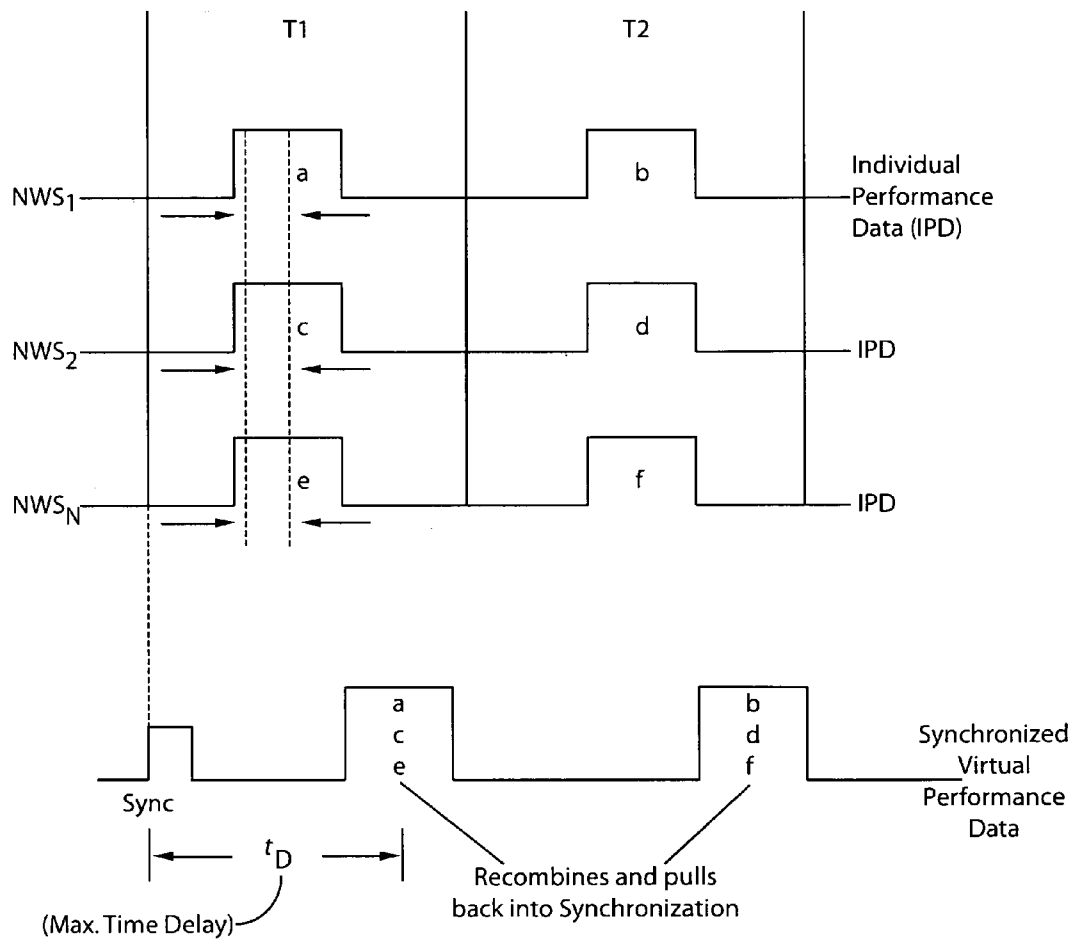 T1
T2
NWS1
a
b
Individual
Performance
Data (IPD)
NWS2
c
d
IPD
NWSN
e
f
IPD
a
c
e
b
d
f
Synchronized
Virtual
Performance
Data
Sync
tD
(Max. Time Delay)
Recombines and pulls
back into Synchronization